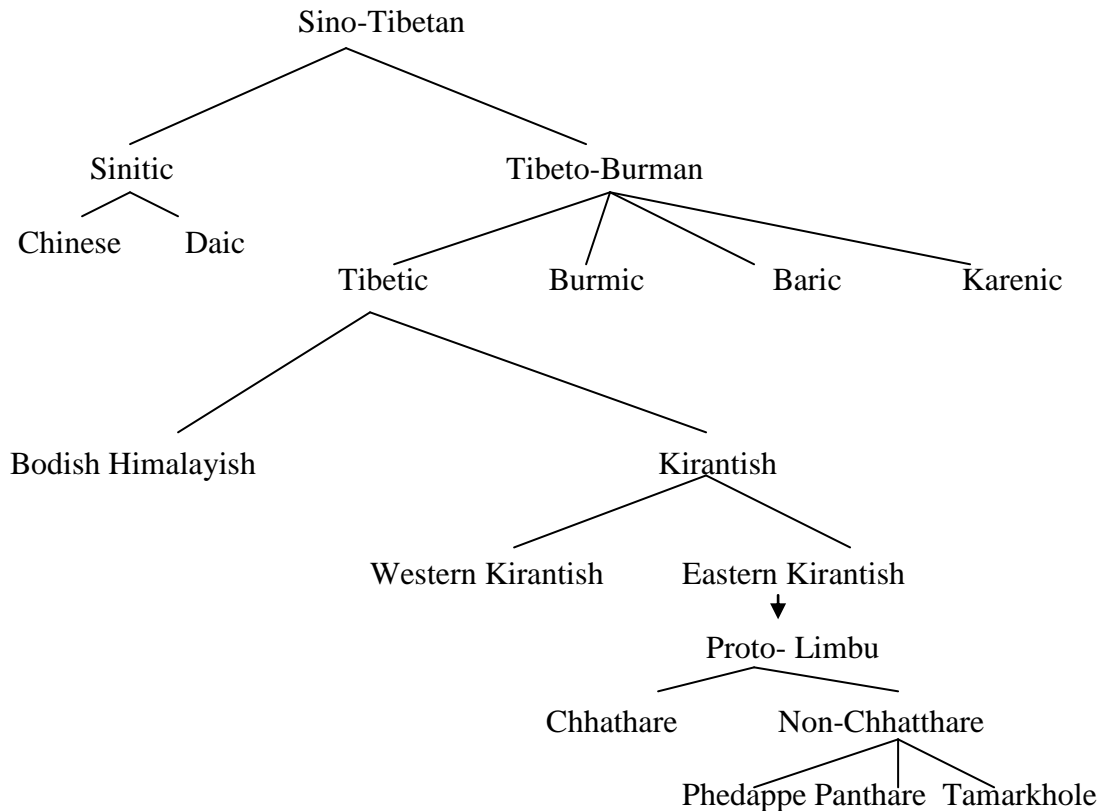 Sino-Tibetan
Sinitic Tibeto-Burman
Chinese Daic
Tibetic Burmic Baric Karenic
Bodish Himalayish Kirantish
Western Kirantish Eastern Kirantish
Proto- Limbu
Chhathare Non-Chhatthare
Phedappe Panthare Tamarkhole